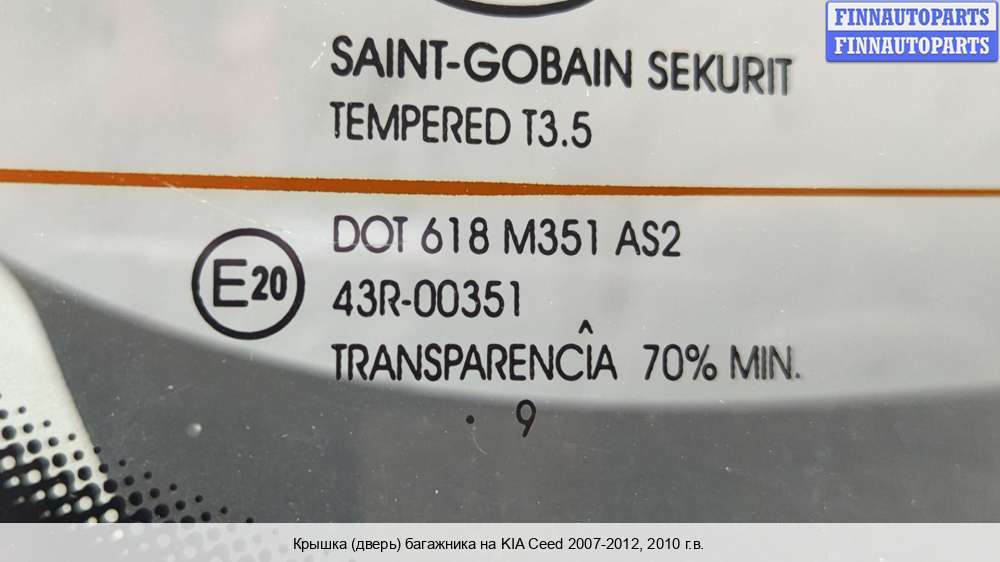 FINNAUTOPARTS
FINNAUTOPARTS
SAINT-GOBAIN SEKURIT
TEMPERED T3.5
DOT 618 M351 AS2
E20
43R-00351
TRANSPARENCÎA 70% MIN.
. 9
Крышка (дверь) багажника на KIA Ceed 2007-2012, 2010 г.в.